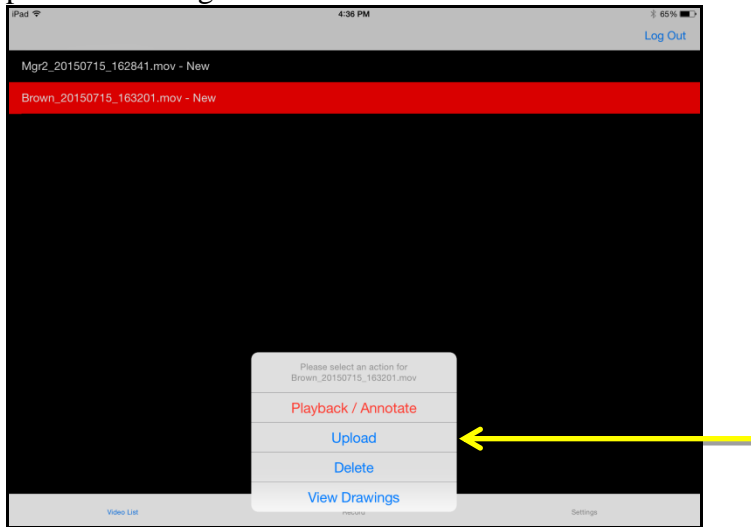 iPad 4:36 PM 65%
Log Out
Mgr2_20150715_162841.mov - New
Brown_20150715_163201.mov - New
Please select an action for
Brown_20150715_163201.mov
Playback / Annotate
Upload
Delete
View Drawings
Video List Record Settings